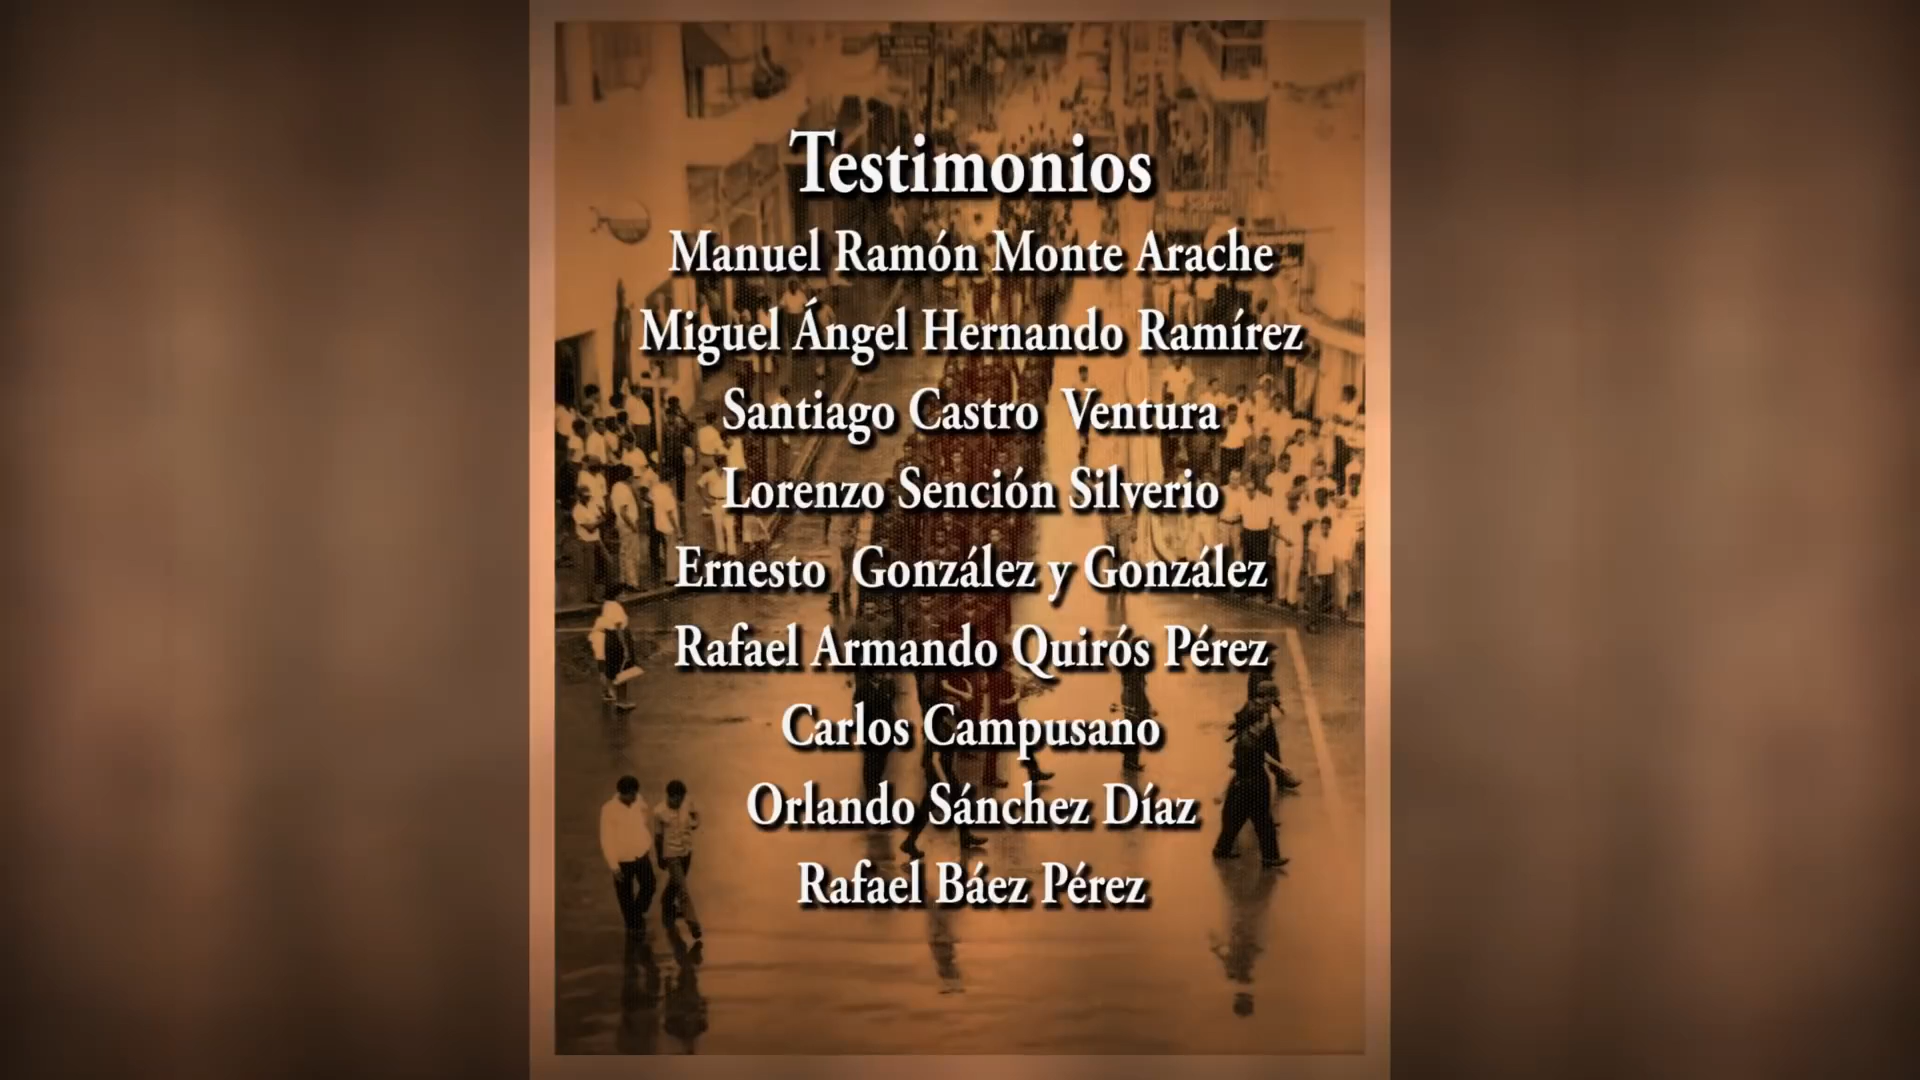 Testimonios
Manuel Ramón Monte Arache
Miguel Ángel Hernando Ramírez
Santiago Castro Ventura
Lorenzo Sención Silverio
Ernesto González y González
Rafael Armando Quirós Pérez
Carlos Campusano
Orlando Sánchez Díaz
Rafael Báez Pérez